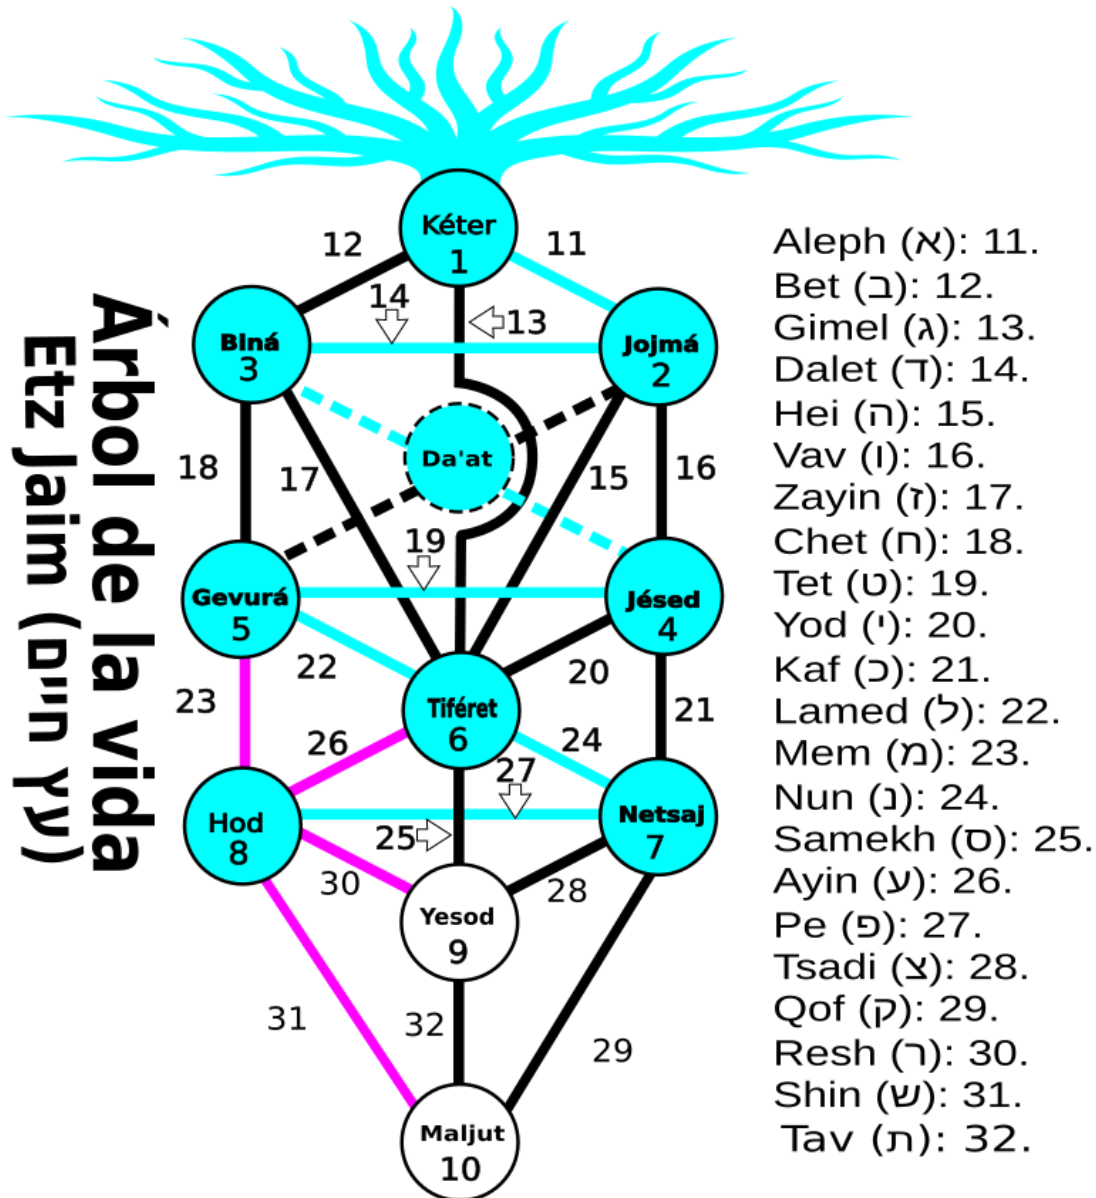 Árbol de la vida
Etz Jaim (עץ חיים)
Kéter
1
12
11
14
13
BIná
3
Jojmá
2
Da'at
18
17
15
16
19
Gevurá
5
Jésed
4
22
20
23
21
Tiféret
6
26
24
27
Hod
8
25
Netsaj
7
30
28
Yesod
9
31
32
29
Maljut
10
Aleph (א): 11.
Bet (ב): 12.
Gimel (ג): 13.
Dalet (ד): 14.
Hei (ה): 15.
Vav (ו): 16.
Zayin (ז): 17.
Chet (ח): 18.
Tet (ט): 19.
Yod (י): 20.
Kaf (כ): 21.
Lamed (ל): 22.
Mem (מ): 23.
Nun (נ): 24.
Samekh (ס): 25.
Ayin (ע): 26.
Pe (פ): 27.
Tsadi (צ): 28.
Qof (ק): 29.
Resh (ר): 30.
Shin (ש): 31.
Tav (ת): 32.